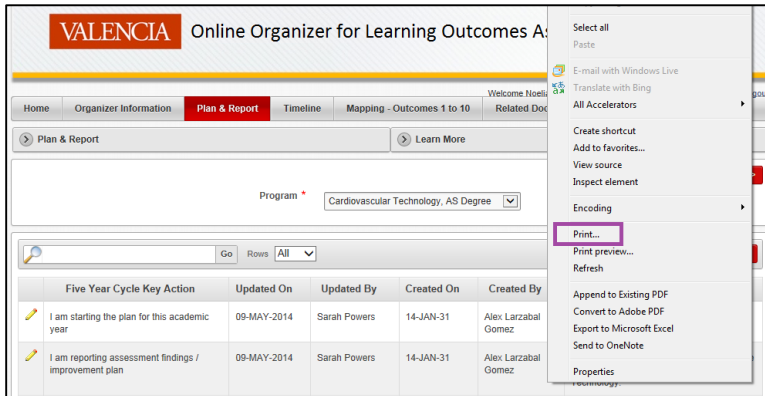 VALENCIA Online Organizer for Learning Outcomes
Welcome
Home Organizer Information Plan & Report Timeline Mapping - Outcomes 1 to 10 Related
Plan & Report Learn More
Program * Cardiovascular Technology, AS Degree
Go Rows All
Five Year Cycle Key Action Updated On Updated By Created On Created By
I am starting the plan for this academic
year
09-MAY-2014 Sarah Powers 14-JAN-31 Alex Larzabal
Gomez
I am reporting assessment findings /
improvement plan
09-MAY-2014 Sarah Powers 14-JAN-31 Alex Larzabal
Gomez
Technology.
Select all
Paste
E-mail with Windows Live
Translate with Bing
All Accelerators
Create shortcut
Add to favorites...
View source
Inspect element
Encoding
Print...
Print preview...
Refresh
Append to Existing PDF
Convert to Adobe PDF
Export to Microsoft Excel
Send to OneNote
Properties